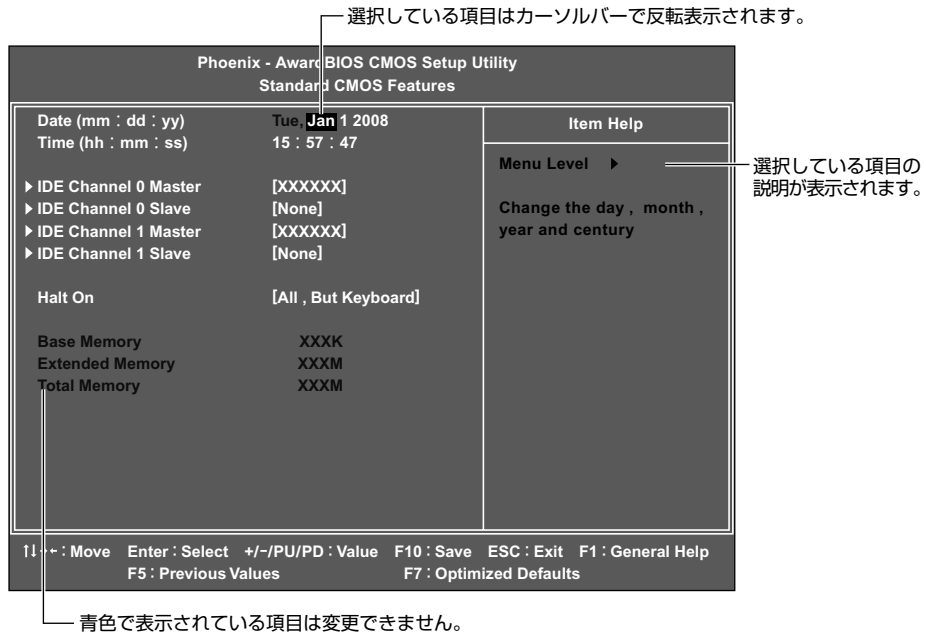 選択している項目はカーソルバーで反転表示されます。
Phoenix - AwardBIOS CMOS Setup Utility
Standard CMOS Features
Date (mm : dd : yy) Tue, Jan 1 2008
Time (hh : mm : ss) 15 : 57 : 47
▶ IDE Channel 0 Master [XXXXXX]
▶ IDE Channel 0 Slave [None]
▶ IDE Channel 1 Master [XXXXXX]
▶ IDE Channel 1 Slave [None]
Halt On [All , But Keyboard]
Base Memory XXXK
Extended Memory XXXM
Total Memory XXXM
Item Help
Menu Level ▶
Change the day , month ,
year and century
選択している項目の
説明が表示されます。
↑↓→← : Move Enter : Select +/-/PU/PD : Value F10 : Save ESC : Exit F1 : General Help
F5 : Previous Values F7 : Optimized Defaults
青色で表示されている項目は変更できません。